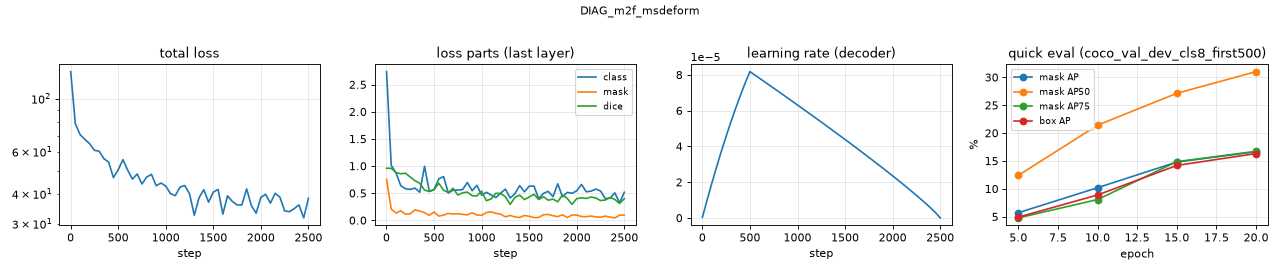 DIAG_m2f_msdeform
total loss
10²
6 × 10¹
4 × 10¹
3 × 10¹
0 500 1000 1500 2000 2500
step
loss parts (last layer)
2.5
2.0
1.5
1.0
0.5
0.0
class
mask
dice
0 500 1000 1500 2000 2500
step
learning rate (decoder)
1e−5
8
6
4
2
0
0 500 1000 1500 2000 2500
step
quick eval (coco_val_dev_cls8_first500)
%
30
25
20
15
10
5
mask AP
mask AP50
mask AP75
box AP
5.0 7.5 10.0 12.5 15.0 17.5 20.0
epoch